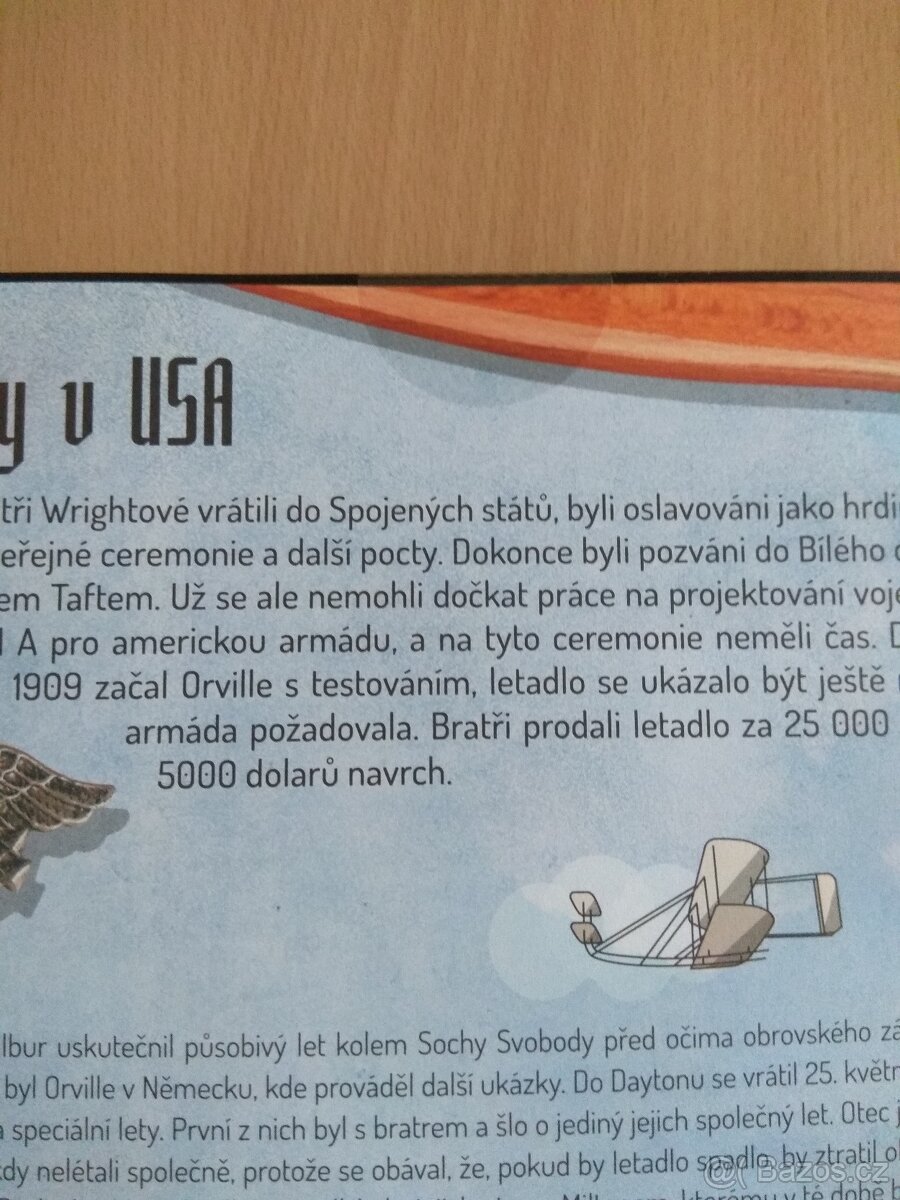 y v USA
tři Wrightové vrátili do Spojených států, byli oslavováni jako hrdi
eřejné ceremonie a další pocty. Dokonce byli pozváni do Bílého
em Taftem. Už se ale nemohli dočkat práce na projektování voje
A pro americkou armádu, a na tyto ceremonie neměli čas. D
1909 začal Orville s testováním, letadlo se ukázalo být ještě
armáda požadovala. Bratři prodali letadlo za 25 000
5000 dolarů navrch.
lbur uskutečnil působivý let kolem Sochy Svobody před očima obrovského zá
byl Orville v Německu, kde prováděl další ukázky. Do Daytonu se vrátil 25. květn
a speciální lety. První z nich byl s bratrem a šlo o jediný jejich společný let. Otec j
dy nelétali společně, protože se obával, že, pokud by letadlo spadlo, by ztratil
@ Bazoš.cz